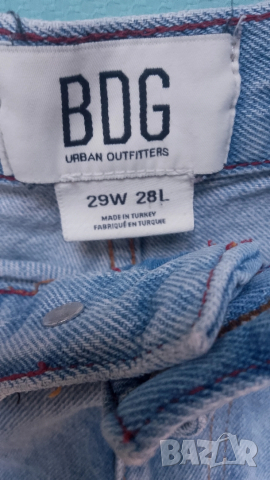 BDG
URBAN OUTFITTERS
29W 28L
MADE IN TURKEY
FABRIQUÉ EN TURQUIE
BAZAR